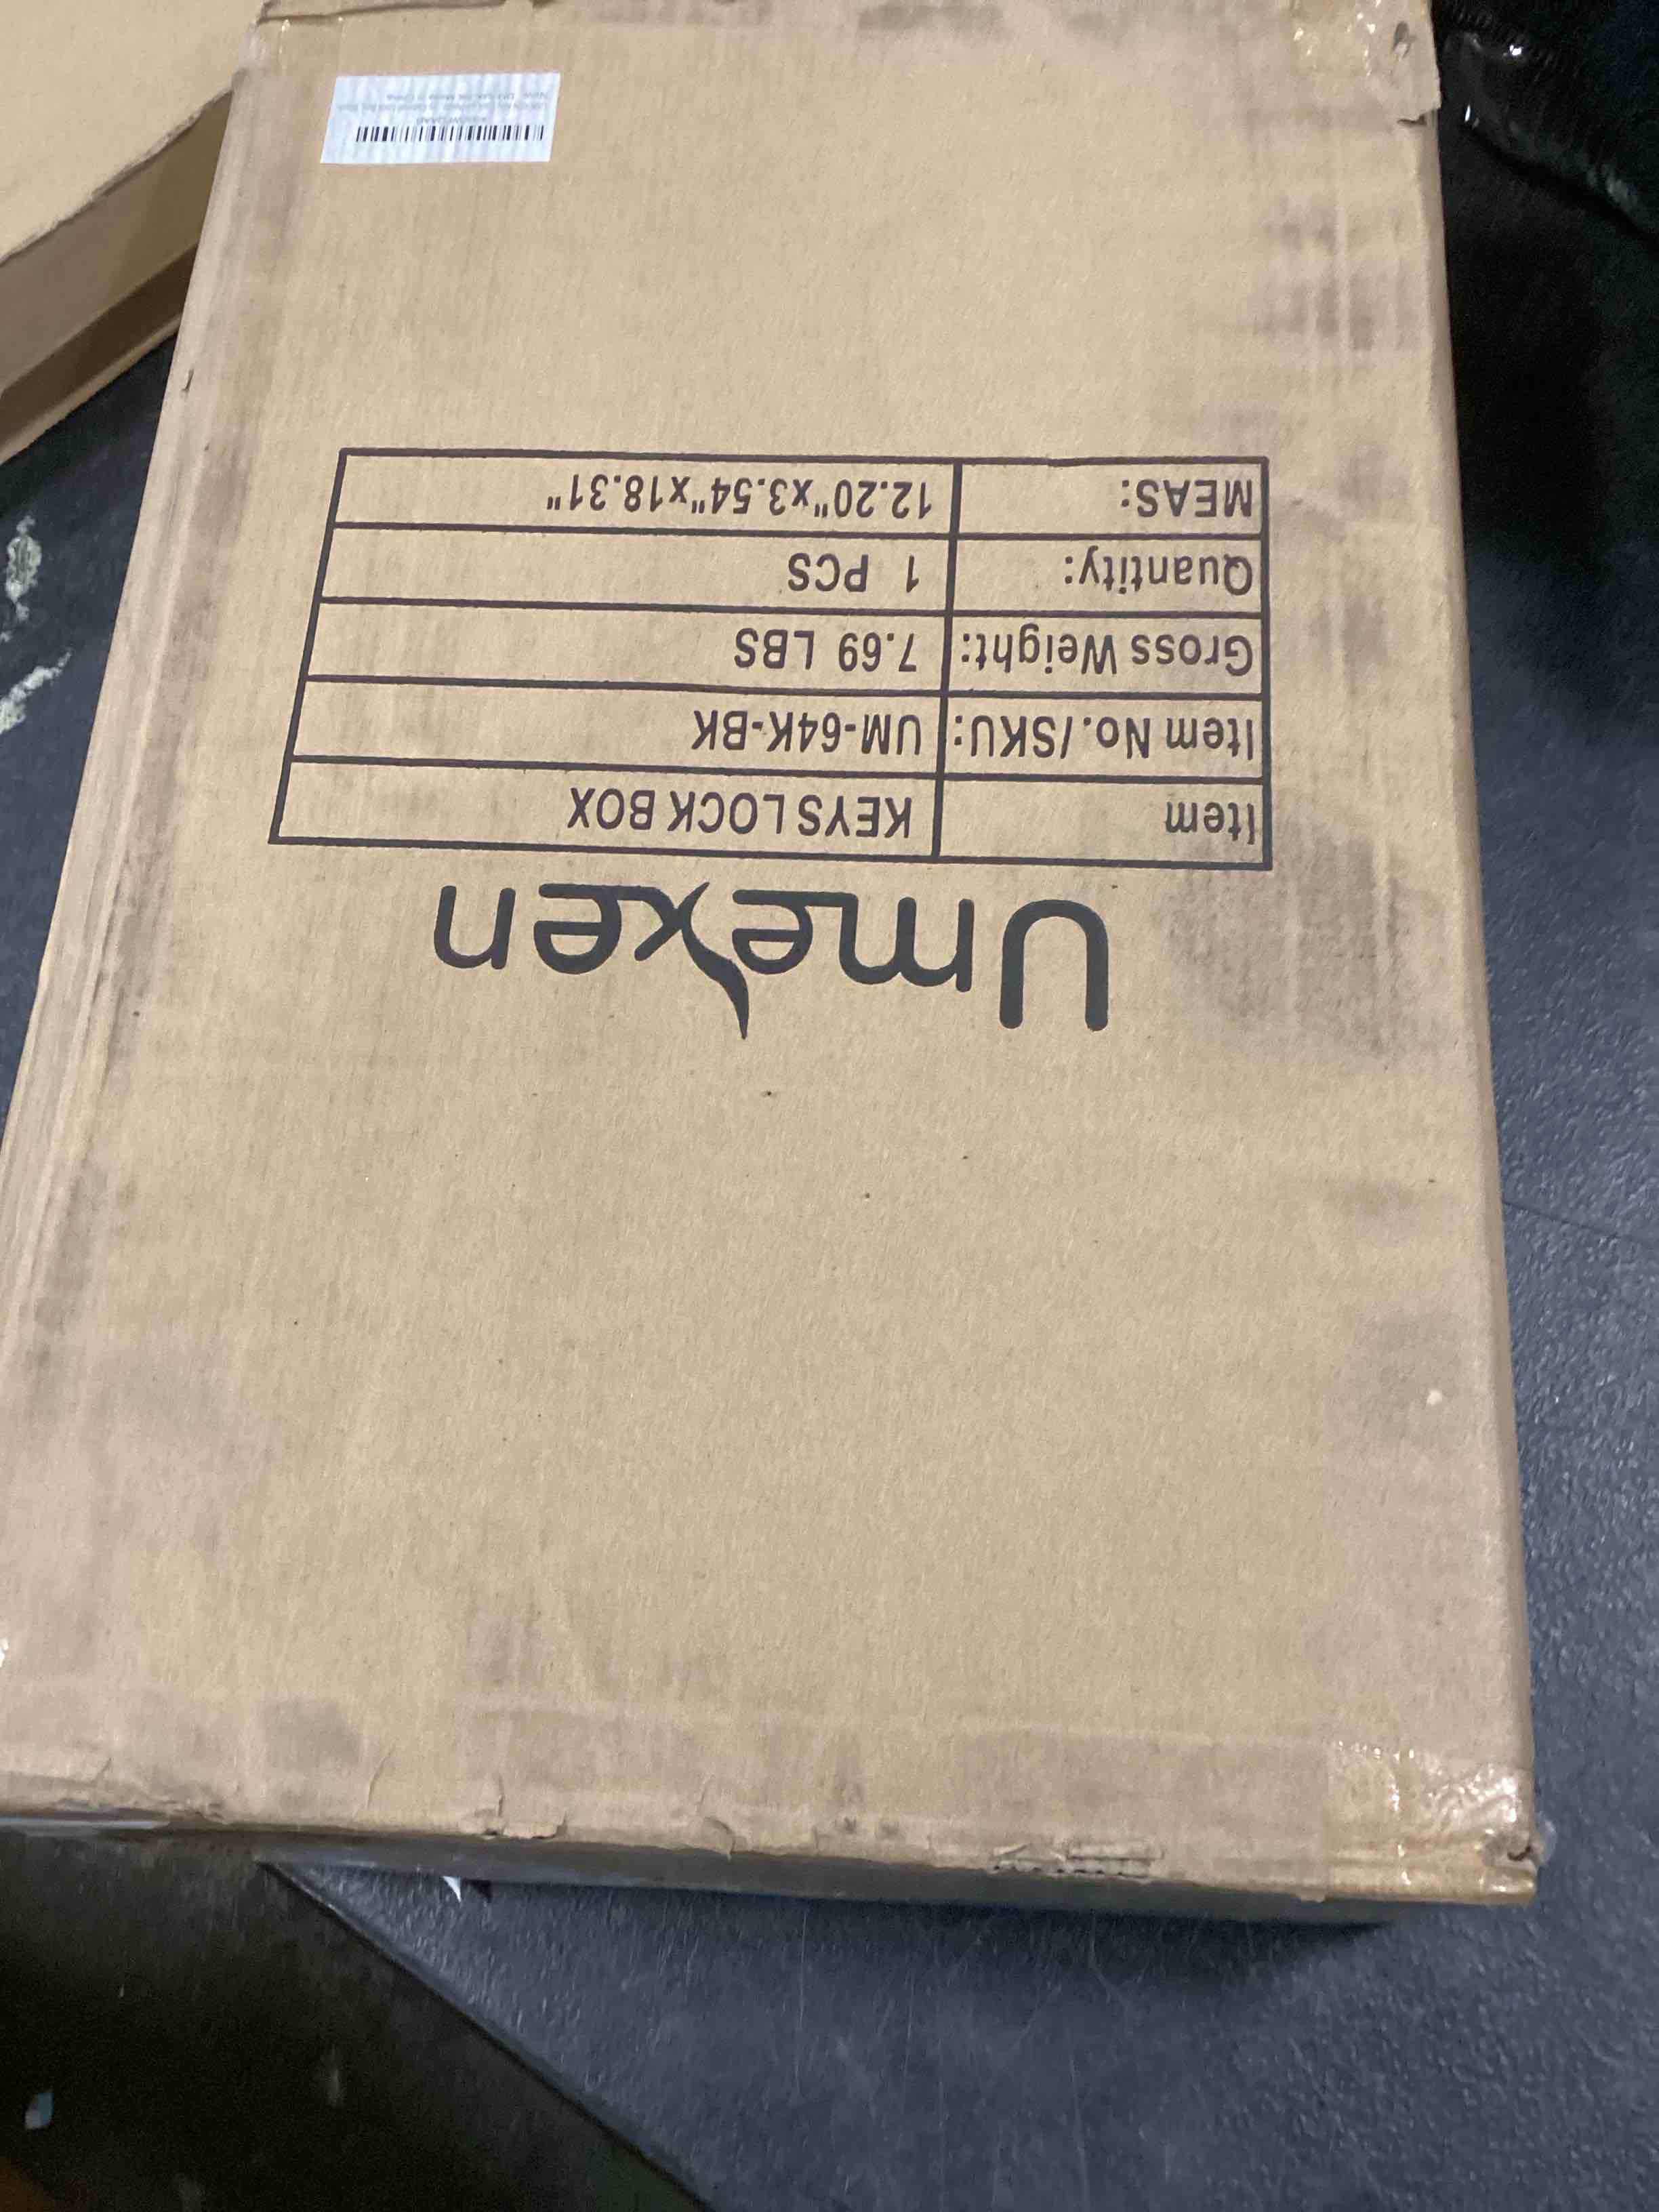 Umexen
Item KEYS LOCK BOX
Item No./SKU: UM-64K-BK
Gross Weight: 7.69 LBS
Quantity: 1 PCS
MEAS: 12.20"x3.54"x18.31"